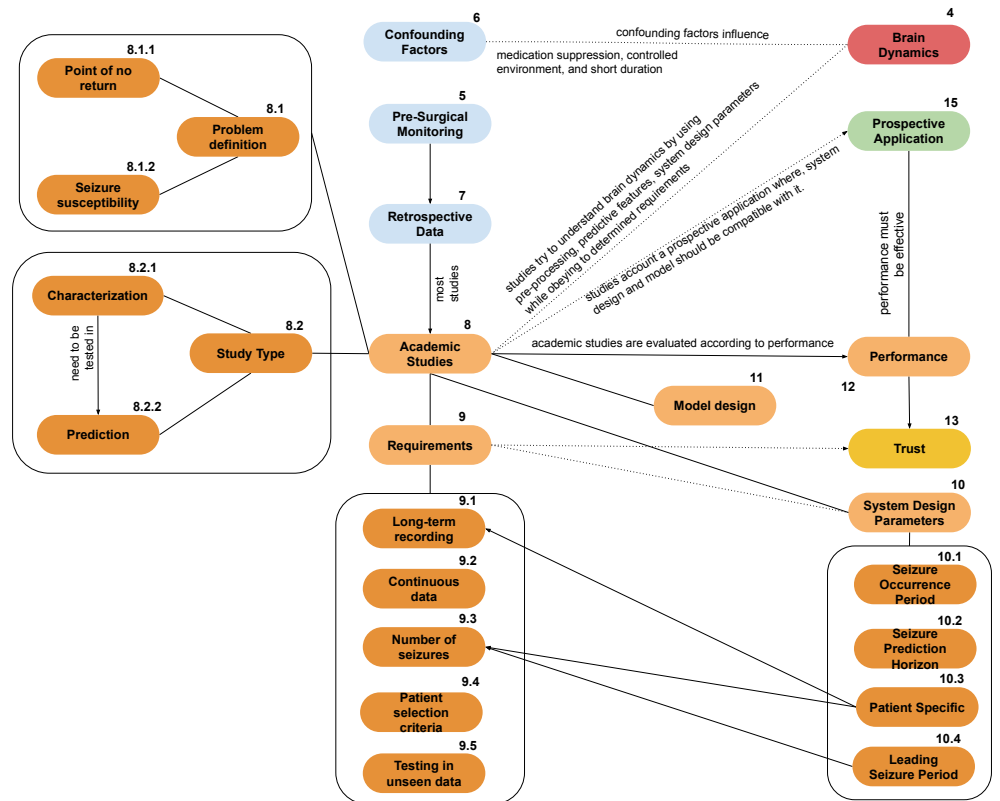 6
Confounding
Factors
confounding factors influence
medication suppression, controlled
environment, and short duration
4
Brain
Dynamics
8.1.1
Point of no
return
8.1
Problem
definition
8.1.2
Seizure
susceptibility
5
Pre-Surgical
Monitoring
15
Prospective
Application
7
Retrospective
Data
studies try to understand brain dynamics by using
pre-processing, predictive features, system design parameters
while obeying to determined requirements
studies account a prospective application where, system
design and model should be compatible with it.
performance must
be effective
most
studies
8.2.1
Characterization
need to be
tested in
8.2
Study Type
8.2.2
Prediction
8
Academic
Studies
academic studies are evaluated according to performance
Performance
12
11
Model design
9
Requirements
13
Trust
10
System Design
Parameters
9.1
Long-term
recording
9.2
Continuous
data
9.3
Number of
seizures
9.4
Patient
selection
criteria
9.5
Testing in
unseen data
10.1
Seizure
Occurrence
Period
10.2
Seizure
Prediction
Horizon
10.3
Patient Specific
10.4
Leading
Seizure Period